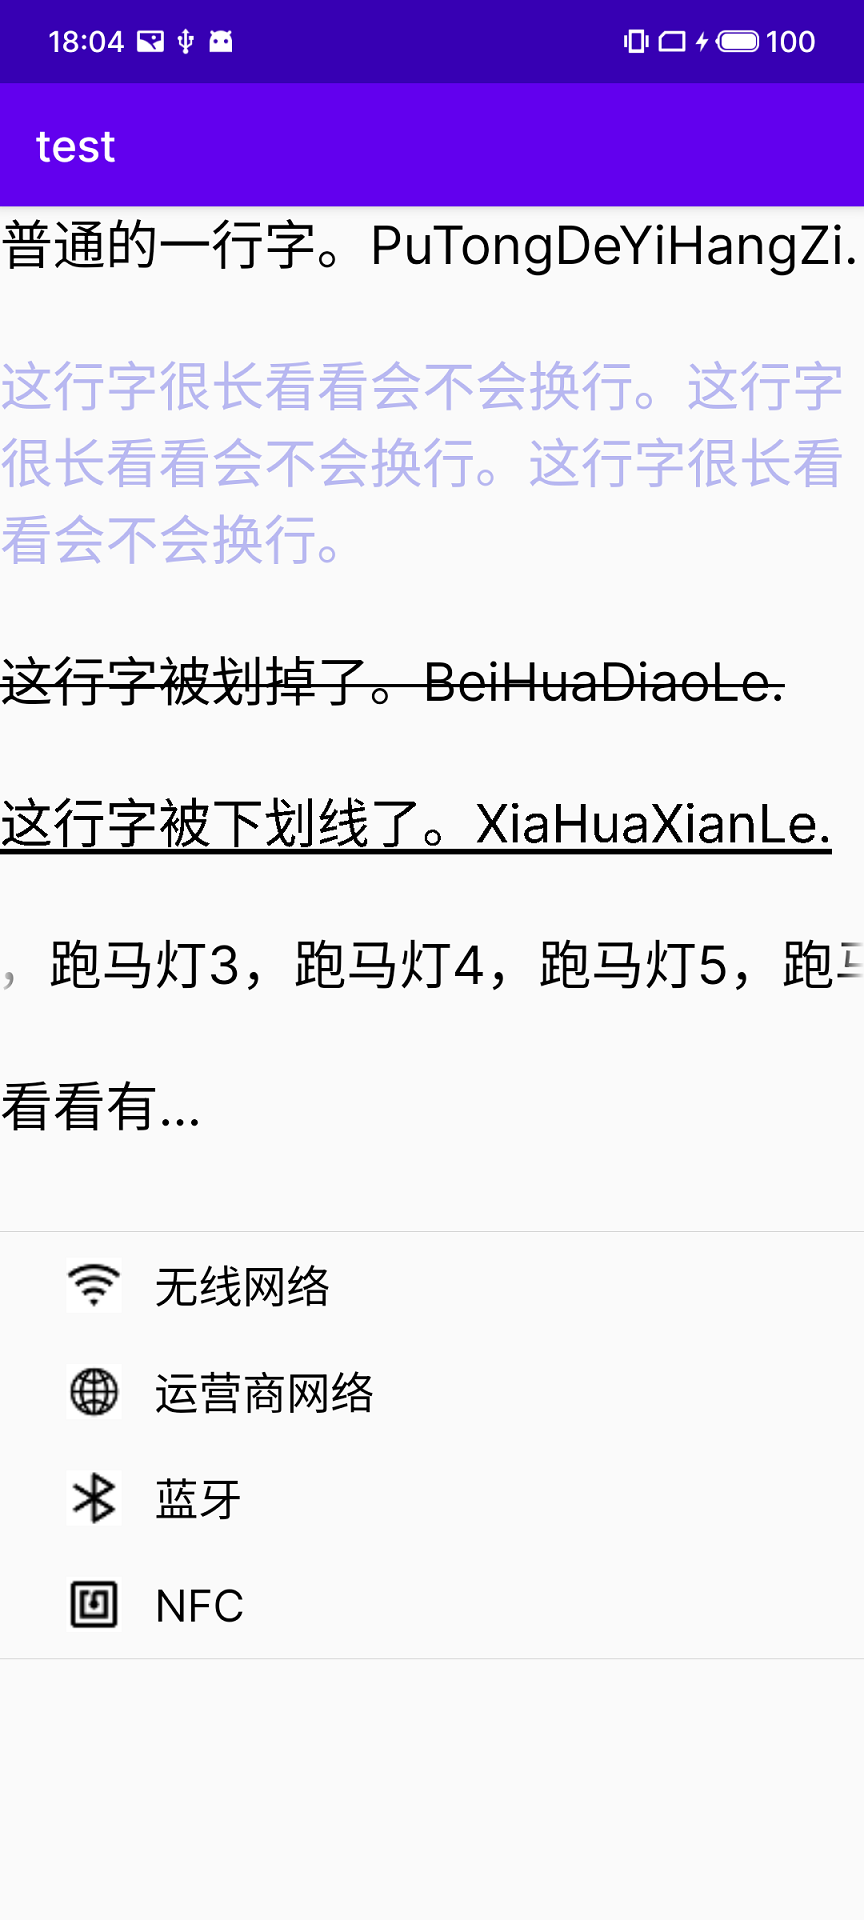 18:04 100
test
普通的一行字。PuTongDeYiHangZi.
这行字很长看看会不会换行。这行字
很长看看会不会换行。这行字很长看
看会不会换行。
这行字被划掉了。BeiHuaDiaoLe.
这行字被下划线了。XiaHuaXianLe.
，跑马灯3，跑马灯4，跑马灯5，跑马
看看有...
无线网络
运营商网络
蓝牙
NFC